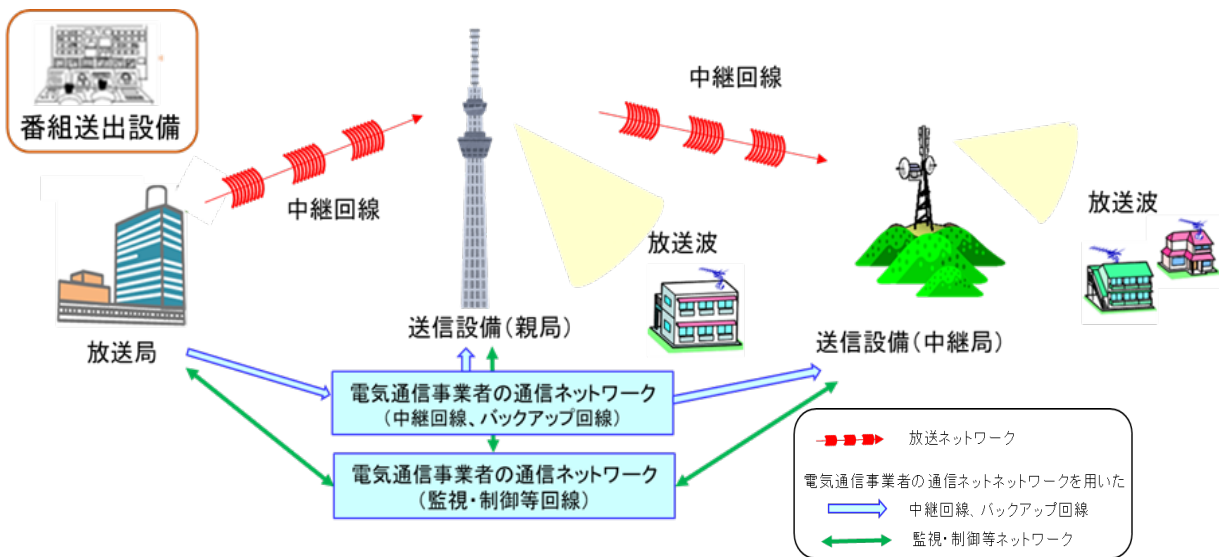 番組送出設備
中継回線
中継回線
放送波
放送波
放送局
送信設備(親局)
送信設備(中継局)
電気通信事業者の通信ネットワーク
(中継回線、バックアップ回線)
電気通信事業者の通信ネットワーク
(監視・制御等回線)
放送ネットワーク
電気通信事業者の通信ネットネットワークを用いた
中継回線、バックアップ回線
監視・制御等ネットワーク